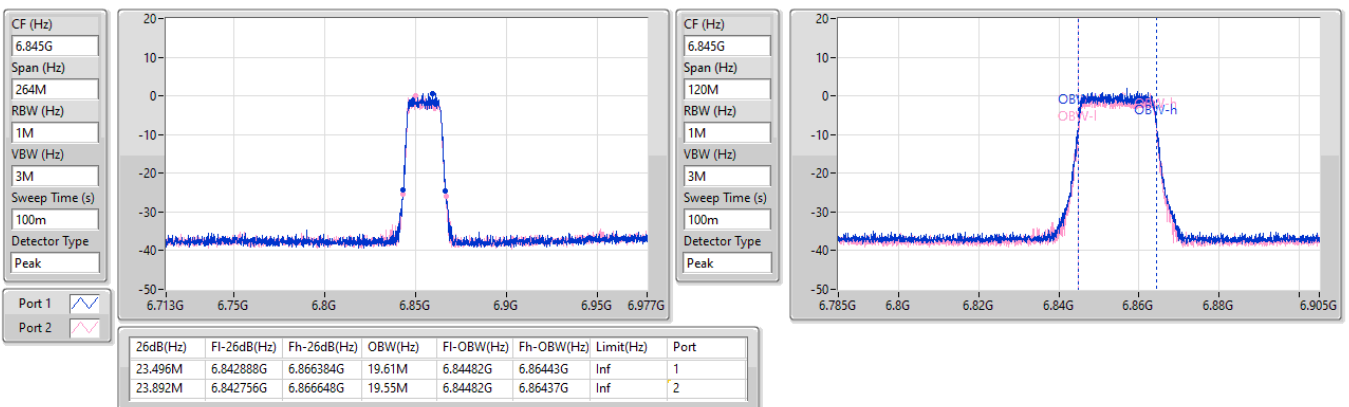 CF (Hz)
6.845G
Span (Hz)
264M
RBW (Hz)
1M
VBW (Hz)
3M
Sweep Time (s)
100m
Detector Type
Peak
Port 1
Port 2
20-
10-
0-
-10-
-20-
-30-
-40-
-50-
6.713G 6.75G 6.8G 6.85G 6.9G 6.95G 6.977G
CF (Hz)
6.845G
Span (Hz)
120M
RBW (Hz)
1M
VBW (Hz)
3M
Sweep Time (s)
100m
Detector Type
Peak
20-
10-
0-
-10-
-20-
-30-
-40-
-50-
OBW-l
OBW-h
6.785G 6.8G 6.82G 6.84G 6.86G 6.88G 6.905G
26dB(Hz) Fl-26dB(Hz) Fh-26dB(Hz) OBW(Hz) Fl-OBW(Hz) Fh-OBW(Hz) Limit(Hz) Port
23.496M 6.842888G 6.866384G 19.61M 6.84482G 6.86443G Inf 1
23.892M 6.842756G 6.866648G 19.55M 6.84482G 6.86437G Inf 2